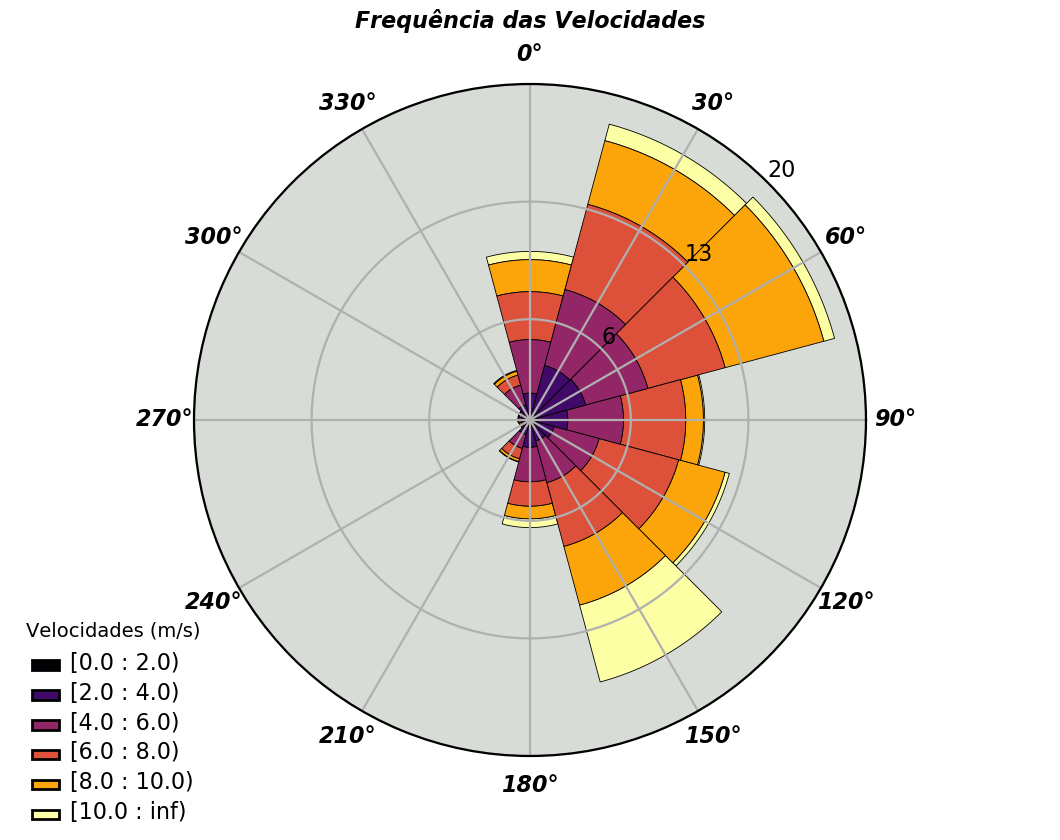 Frequência das Velocidades
0°
330°
30°
20
300°
60°
13
6
270°
90°
240°
120°
210°
150°
180°
Velocidades (m/s)
[0.0 : 2.0)
[2.0 : 4.0)
[4.0 : 6.0)
[6.0 : 8.0)
[8.0 : 10.0)
[10.0 : inf)